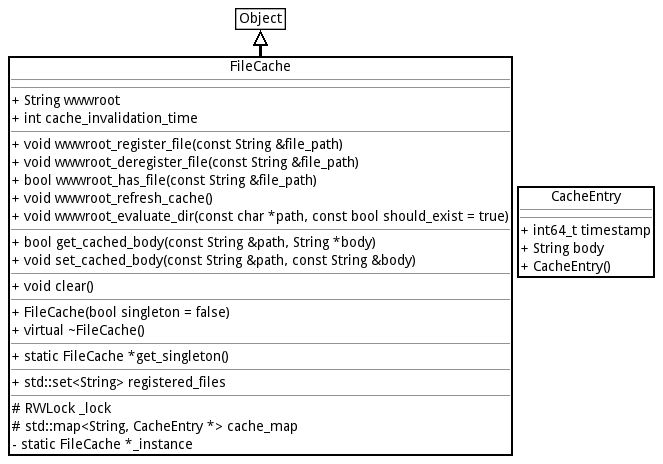 Object
FileCache
+ String wwwroot
+ int cache_invalidation_time
+ void wwwroot_register_file(const String &file_path)
+ void wwwroot_deregister_file(const String &file_path)
+ bool wwwroot_has_file(const String &file_path)
+ void wwwroot_refresh_cache()
+ void wwwroot_evaluate_dir(const char *path, const bool should_exist = true)
+ bool get_cached_body(const String &path, String *body)
+ void set_cached_body(const String &path, const String &body)
+ void clear()
+ FileCache(bool singleton = false)
+ virtual ~FileCache()
+ static FileCache *get_singleton()
+ std::set<String> registered_files
# RWLock _lock
# std::map<String, CacheEntry *> cache_map
- static FileCache *_instance
CacheEntry
+ int64_t timestamp
+ String body
+ CacheEntry()